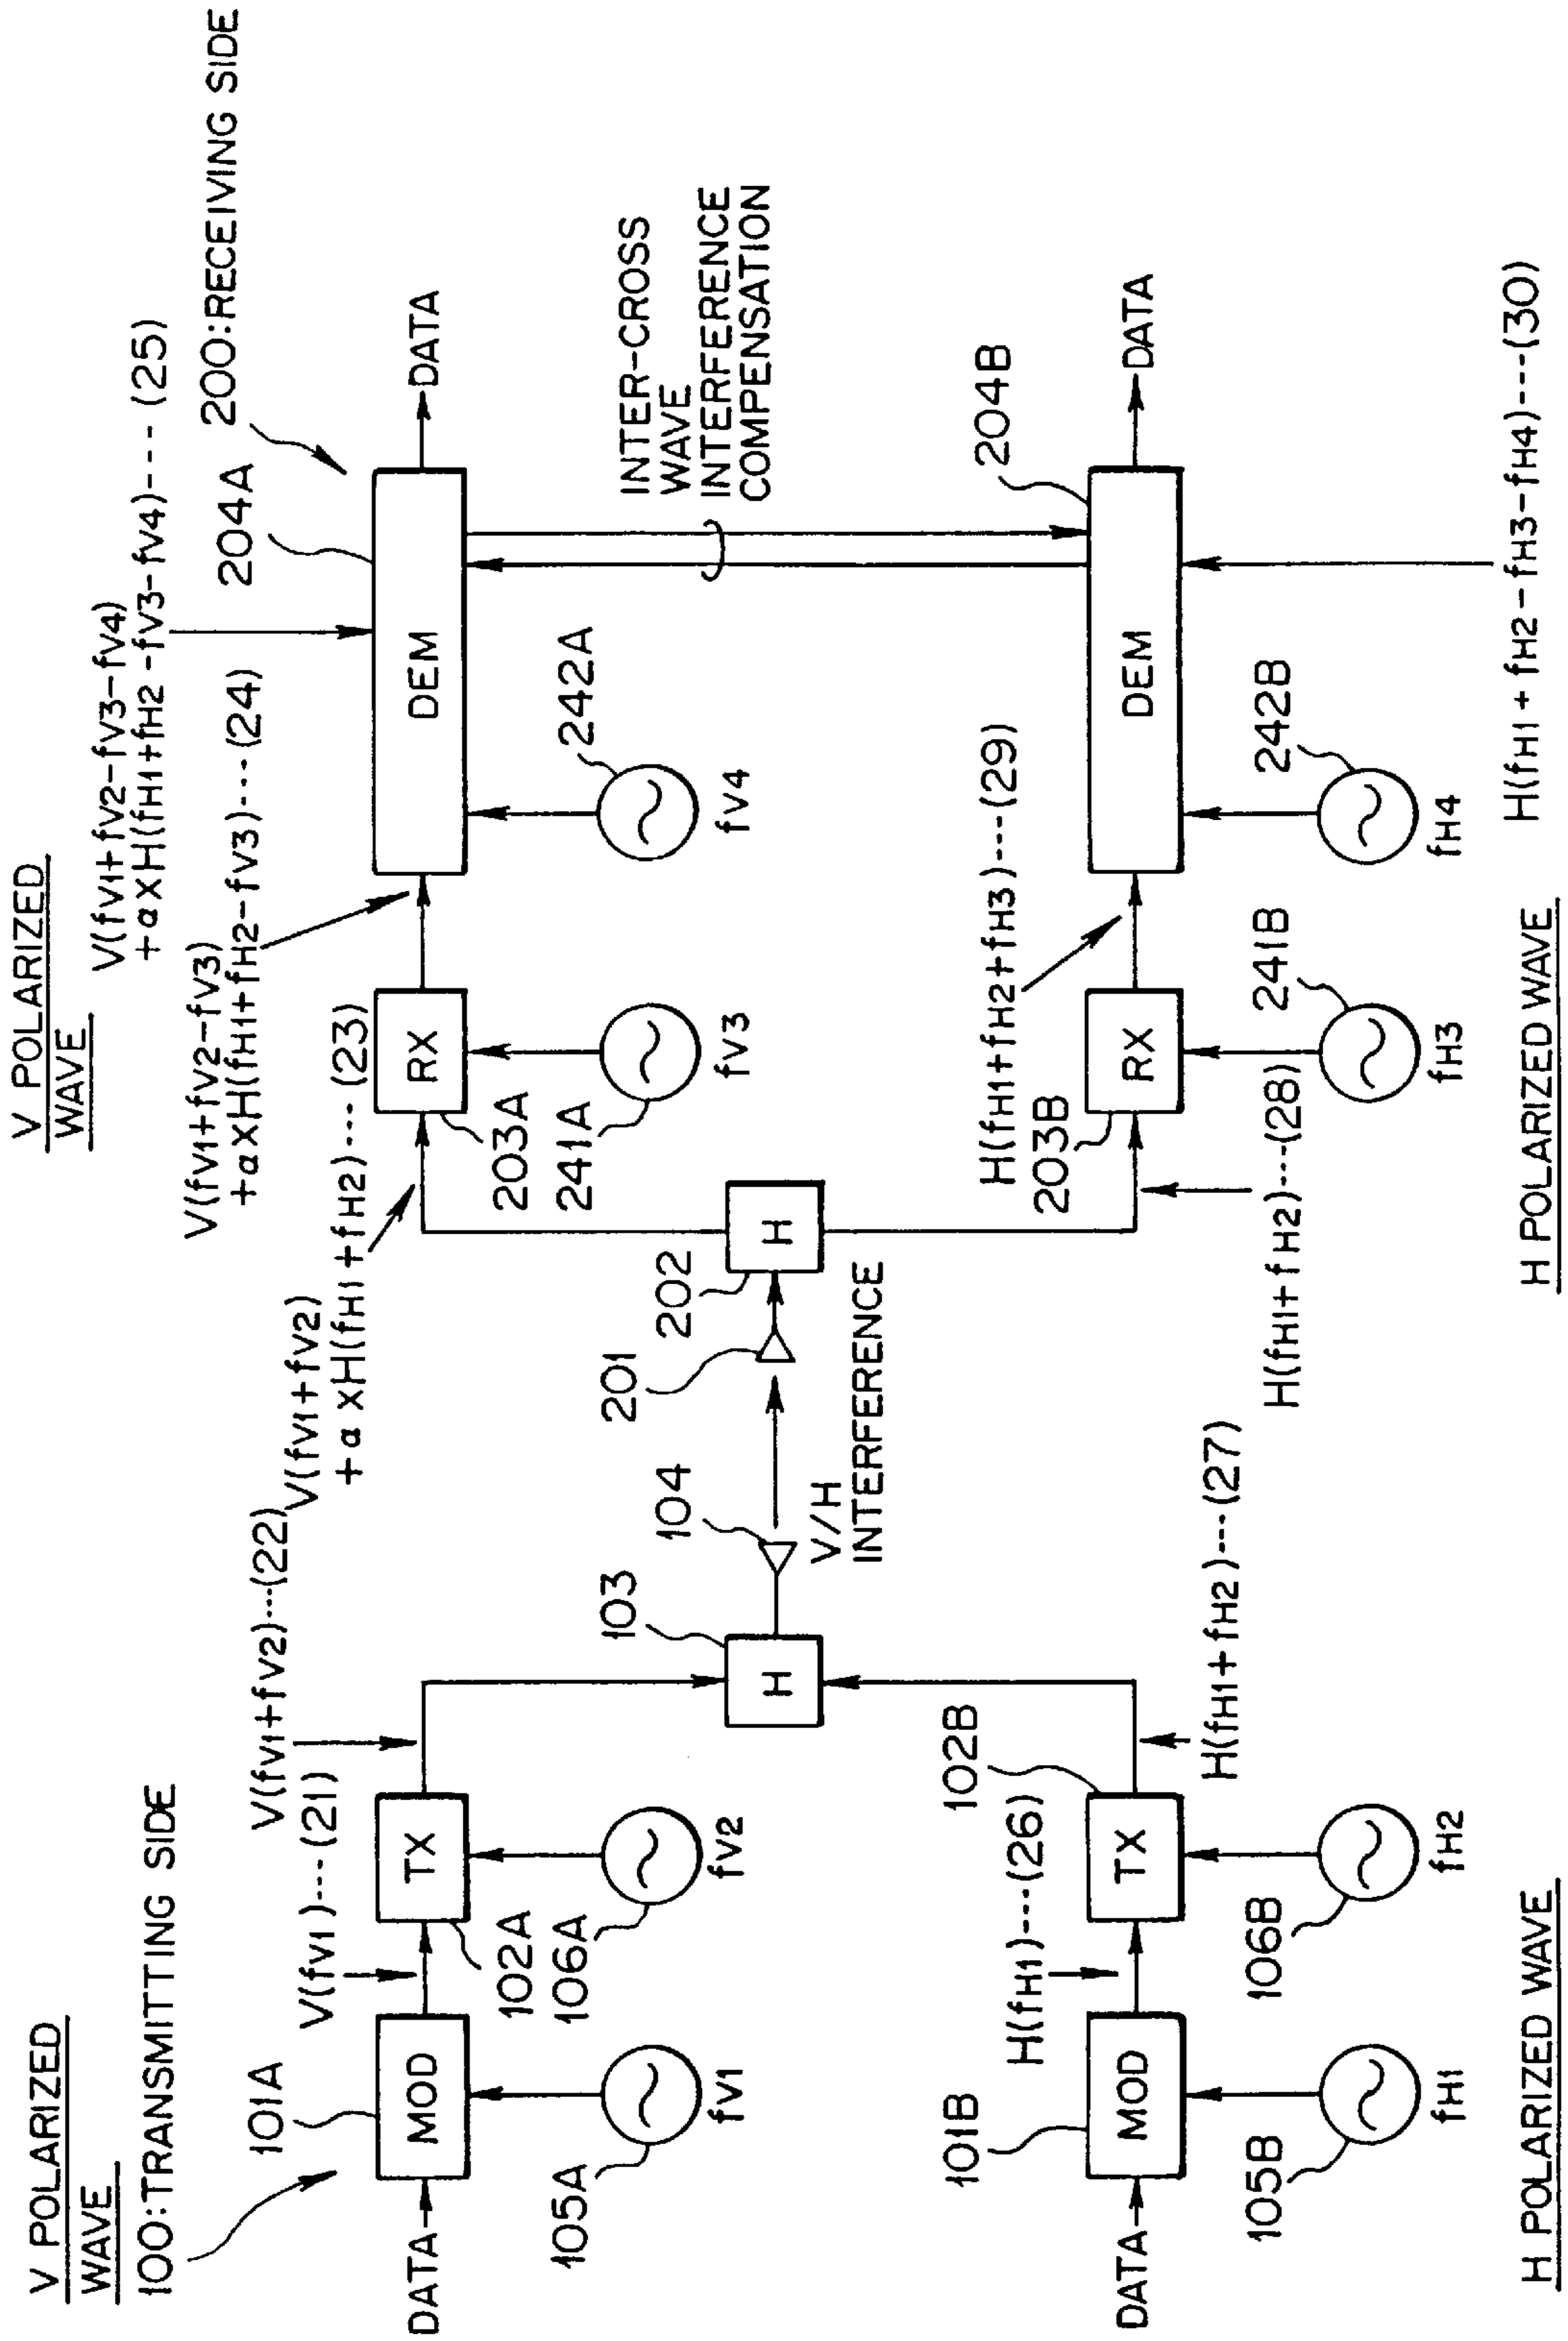 V POLARIZED
WAVE
100:TRANSMITTING SIDE
101A
V(fV1)---(21)
V(fV1+fV2)---(22)
DATA
MOD
TX
102A
105A
106A
fV1
fV2
103
H
104
V/H
INTERFERENCE
101B
H(fH1)---(26)
102B
DATA
MOD
TX
105B
106B
fH1
fH2
H(fH1+fH2)---(27)
H POLARIZED WAVE
V POLARIZED
WAVE
200:RECEIVING SIDE
V(fV1+fV2)
+αXH(fH1+fH2)---(23)
V(fV1+fV2-fV3)
+αXH(fH1+fH2-fV3)---(24)
V(fV1+fV2-fV3-fV4)
+αXH(fH1+fH2-fV3-fV4)---(25)
204A
RX
DEM
DATA
203A
241A
242A
fV3
fV4
201
202
H
INTER-CROSS
WAVE
INTERFERENCE
COMPENSATION
H(fH1+fH2+fH3)---(29)
203B
204B
RX
DEM
DATA
H(fH1+fH2)---(28)
241B
242B
fH3
fH4
H(fH1+fH2-fH3-fH4)---(30)
H POLARIZED WAVE